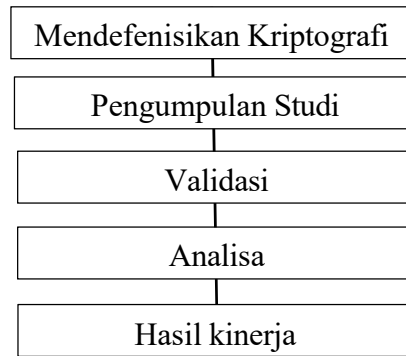 Mendefenisikan Kriptografi
Pengumpulan Studi
Validasi
Analisa
Hasil kinerja